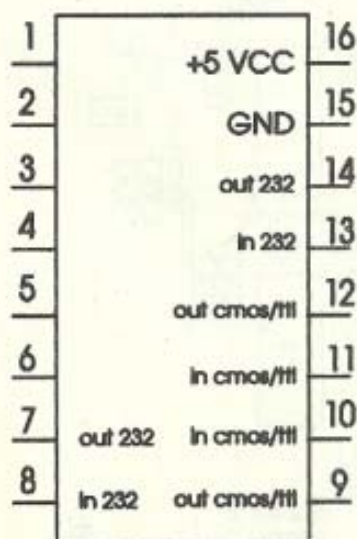 1 +5 VCC 16
2 GND 15
3 out 232 14
4 in 232 13
5 out cmos/ttl 12
6 in cmos/ttl 11
7 out 232 in cmos/ttl 10
8 in 232 out cmos/ttl 9